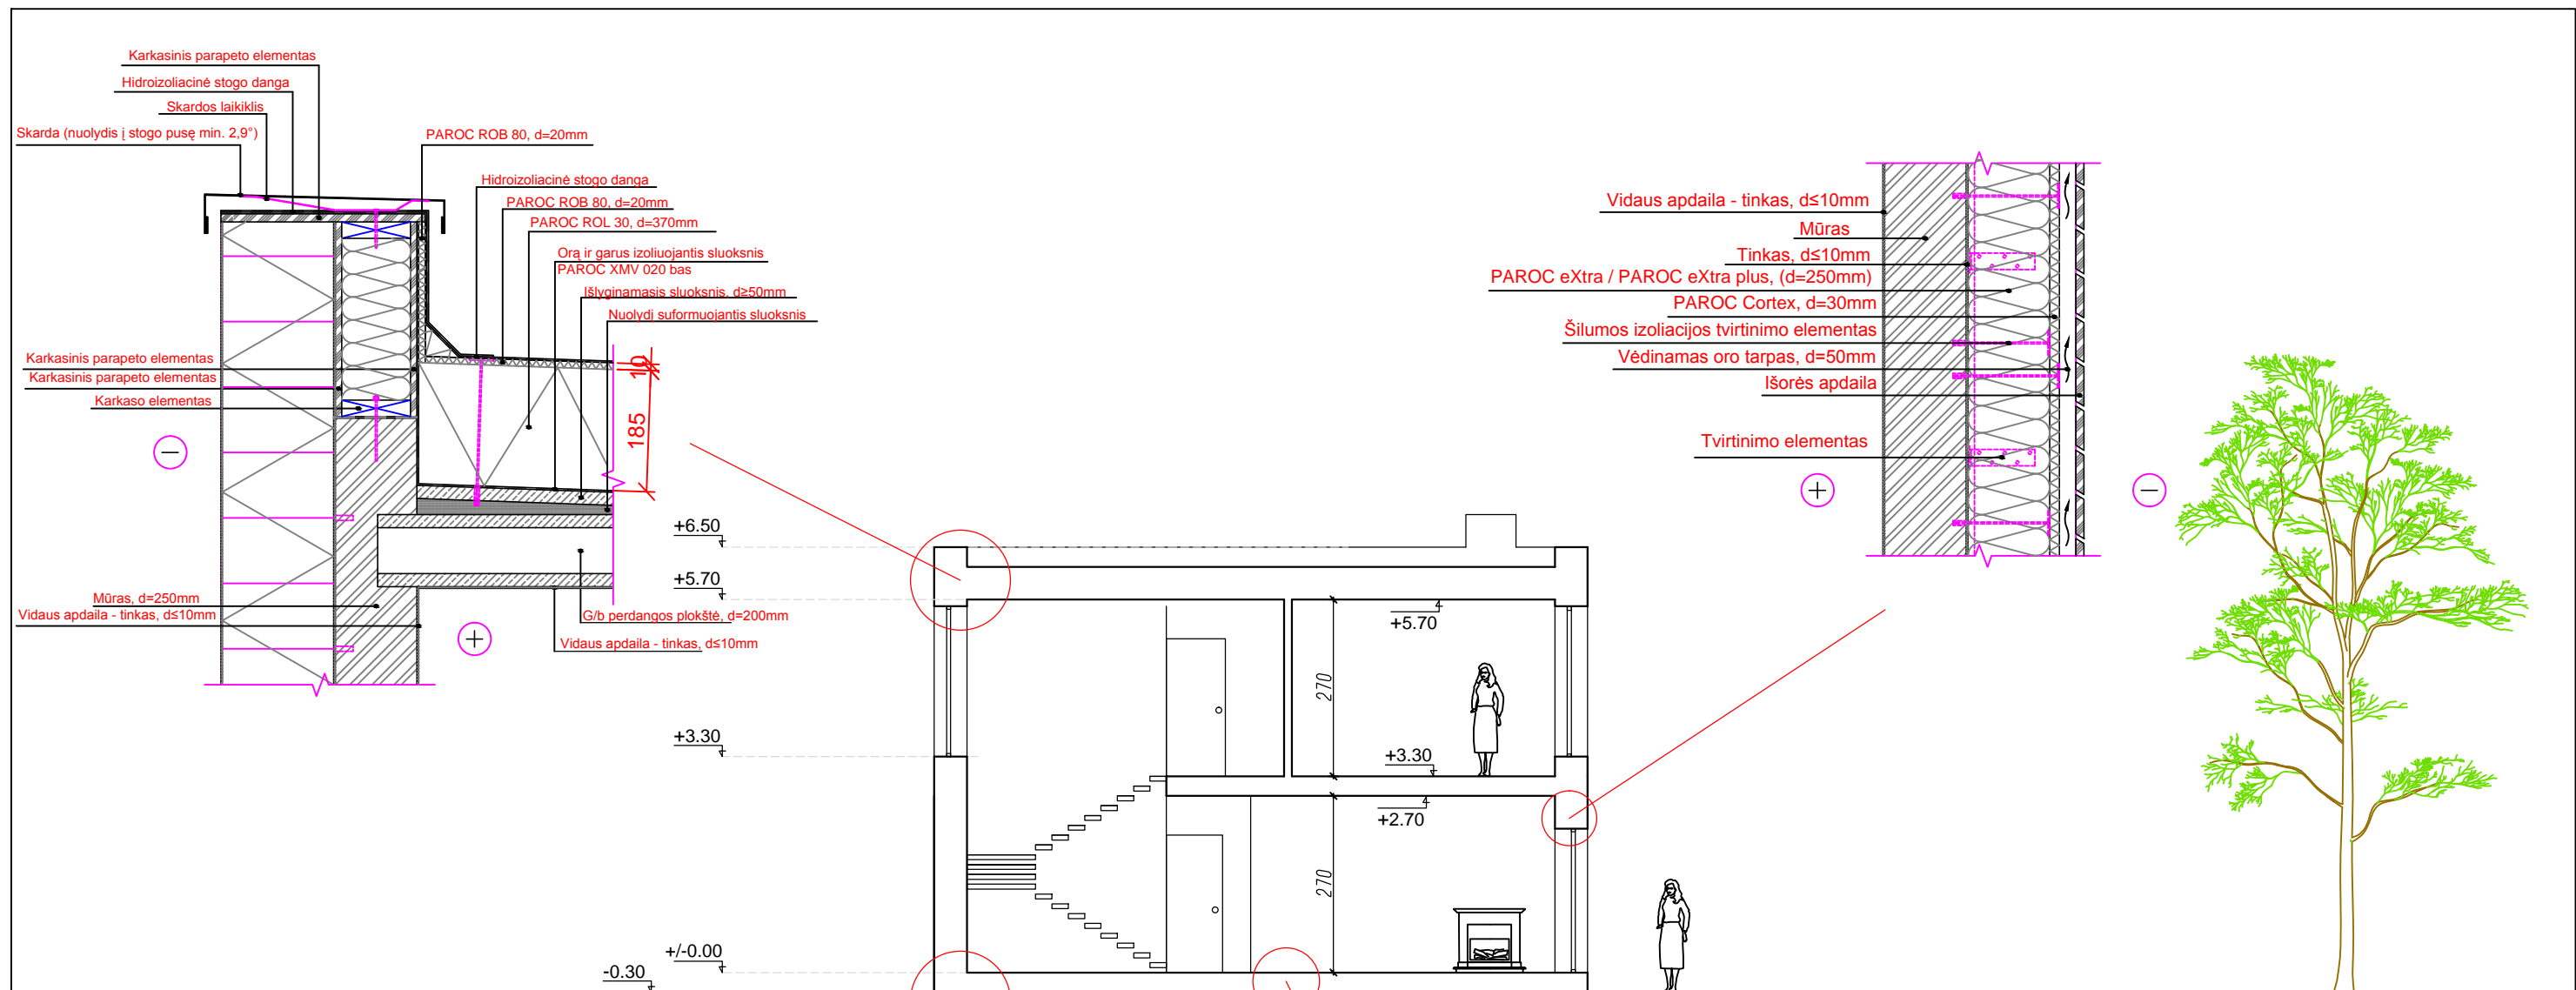 Karkasinis parapeto elementas
Hidroizoliacinė stogo danga
Skardos laikiklis
Skarda (nuolydis į stogo pusę min. 2,9°)
PAROC ROB 80, d=20mm
Hidroizoliacinė stogo danga
PAROC ROB 80, d=20mm
PAROC ROL 30, d=370mm
Orą ir garus izoliuojantis sluoksnis
PAROC XMV 020 bas
Išlyginamasis sluoksnis, d≥50mm
Nuolydį suformuojantis sluoksnis
Karkasinis parapeto elementas
Karkasinis parapeto elementas
Karkaso elementas
10
185
−
Mūras, d=250mm
Vidaus apdaila - tinkas, d≤10mm
+
G/b perdangos plokštė, d=200mm
Vidaus apdaila - tinkas, d≤10mm
Vidaus apdaila - tinkas, d≤10mm
Mūras
Tinkas, d≤10mm
PAROC eXtra / PAROC eXtra plus, (d=250mm)
PAROC Cortex, d=30mm
Šilumos izoliacijos tvirtinimo elementas
Vėdinamas oro tarpas, d=50mm
Išorės apdaila
Tvirtinimo elementas
+
−
+6.50
+5.70
+5.70
270
+3.30
+3.30
+2.70
270
+/-0.00
-0.30